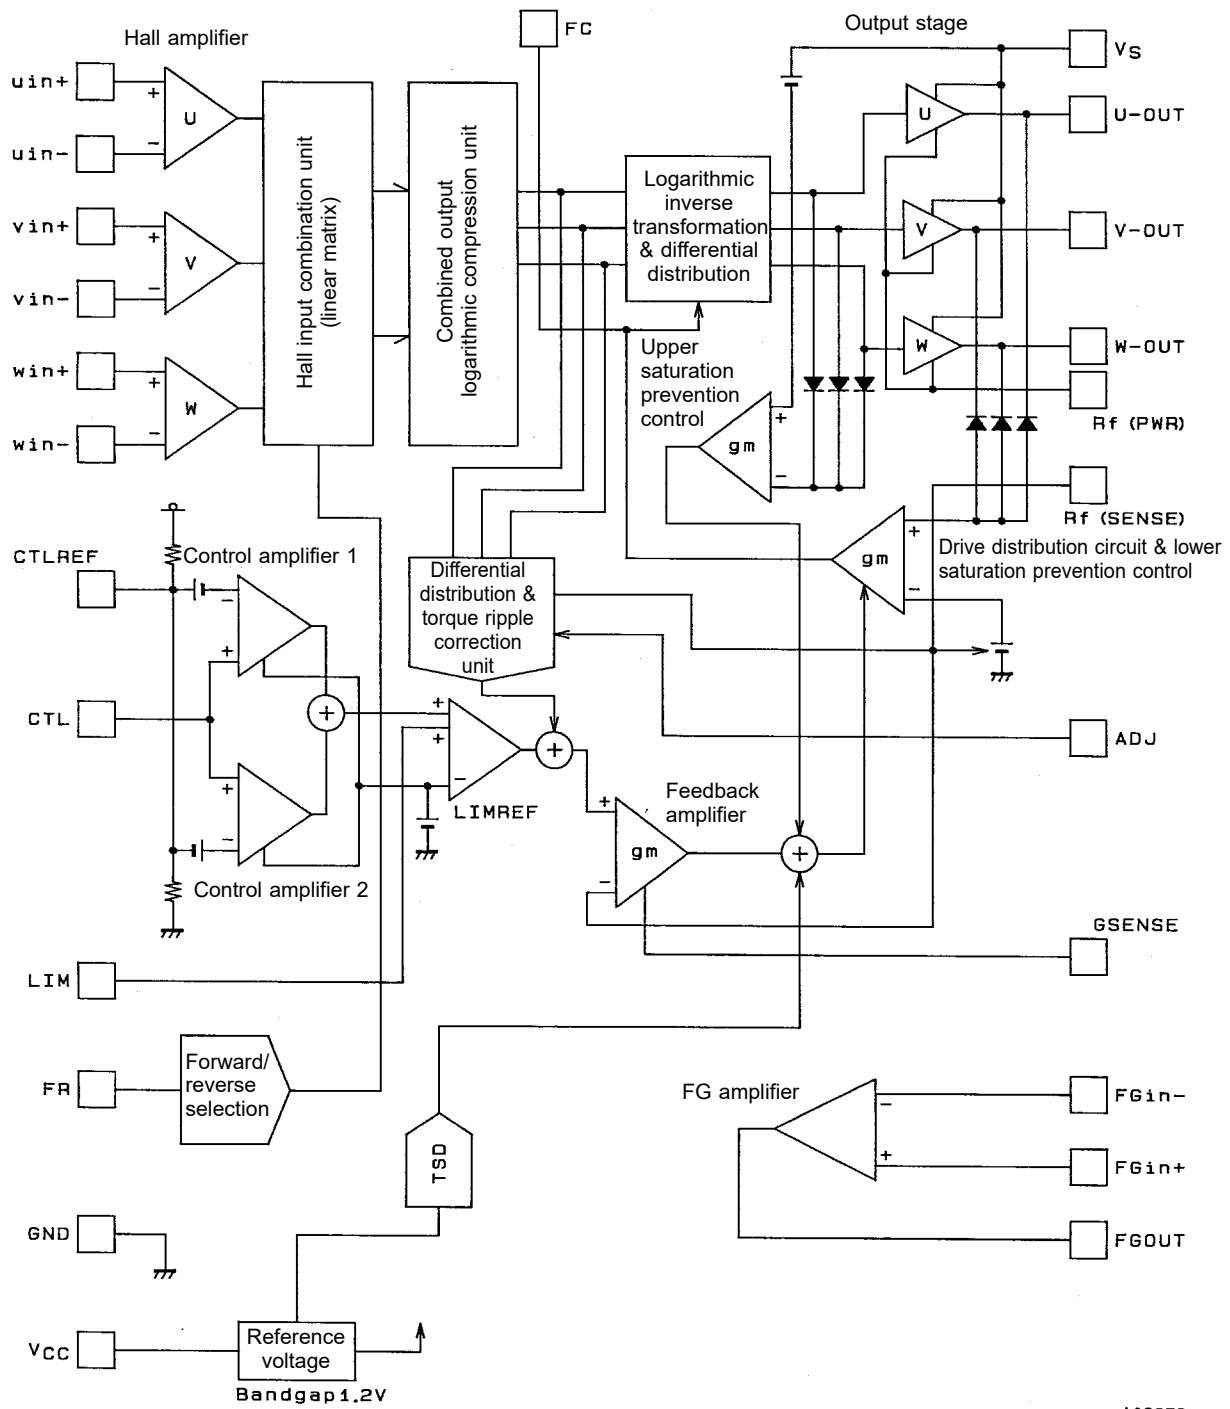 FC
Output stage
Hall amplifier
VS
uin+
+
U
−
uin-
U
U-OUT
Hall input combination unit
(linear matrix)
Combined output
logarithmic compression unit
Logarithmic
inverse
transformation
& differential
distribution
vin+
+
V
−
vin-
V
V-OUT
win+
+
W
−
win-
W
W-OUT
Upper
saturation
prevention
control
+
gm
−
Rf (PWR)
Rf (SENSE)
+
gm
−
Drive distribution circuit & lower
saturation prevention control
CTLREF
Control amplifier 1
−
+
Differential
distribution &
torque ripple
correction
unit
CTL
+
+
+
−
LIMREF
+
ADJ
+
−
Control amplifier 2
Feedback
amplifier
+
gm
−
+
GSENSE
LIM
FR
Forward/
reverse
selection
FG amplifier
−
+
FGin-
FGin+
FGOUT
TSD
GND
VCC
Reference
voltage
Bandgap1.2V